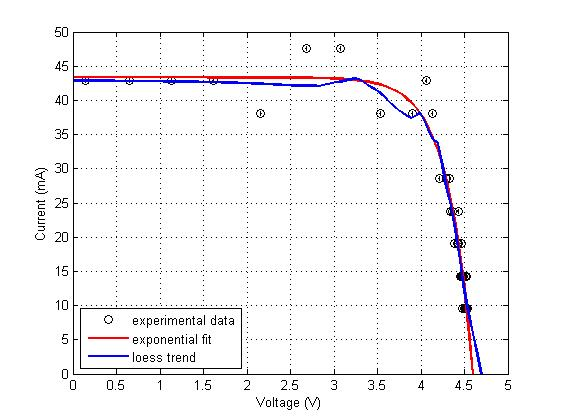 50
45
40
35
30
25
20
15
10
5
0
Current (mA)
experimental data
exponential fit
loess trend
0 0.5 1 1.5 2 2.5 3 3.5 4 4.5 5
Voltage (V)